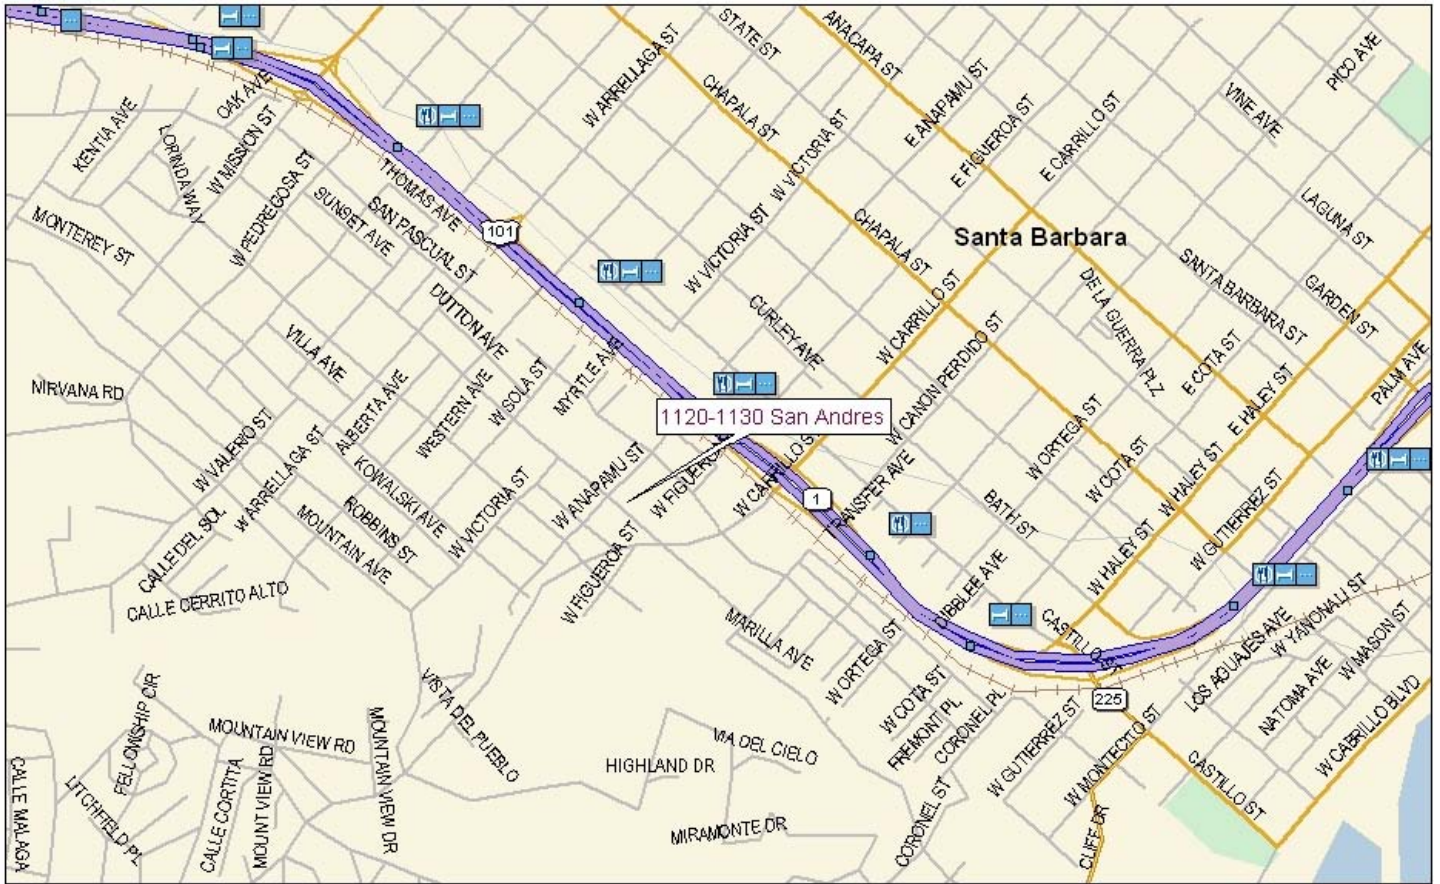 STATE ST
ANACAPA ST
W ARRELLAGA ST
PICO AVE
OAK AVE
KENTIA AVE
CHAPALA ST
E ANAPAMU ST
VINE AVE
W MISSION ST
LORINDA WAY
W VICTORIA ST
E FIGUEROA ST
E CARRILLO ST
W PEDREGOSA ST
THOMAS AVE
SUNSET AVE
SAN PASCUAL ST
MONTEREY ST
101
W VICTORIA ST
CHAPALA ST
Santa Barbara
LAGUNA ST
DUTTON AVE
CURLEY AVE
W CARRILLO ST
DE LA GUERRA PLZ
SANTA BARBARA ST
GARDEN ST
VILLA AVE
W CANON PERDIDO ST
E COTA ST
PALM AVE
NIRVANA RD
ALBERTA AVE
WESTERN AVE
W SOLA ST
MYRTLE AVE
E HALEY ST
1120-1130 San Andres
W VALERIO ST
W ARRELLAGA ST
KOWALSKI AVE
W ORTEGA ST
W COTA ST
W HALEY ST
W GUTIERREZ ST
ROBBINS ST
MOUNTAIN AVE
W VICTORIA ST
W ANAPAMU ST
W FIGUERO
W CAR
LO S
1
ANSFER AVE
BATH ST
CALLE DEL SOL
W FIGUEROA ST
W HALEY ST
CALLE CERRITO ALTO
DIBBLEE AVE
MARILLA AVE
CASTILLO
W ORTEGA ST
LOS AGUAJES AVE
W YANONALI ST
W MASON ST
W COTA ST
FREMONT PL
CORONEL PL
225
NATOMA AVE
W CABRILLO BLVD
VISTA DEL PUEBLO
FELLOWSHIP CIR
MOUNTAIN VIEW RD
MOUNTAIN VIEW DR
VIA DEL CIELO
HIGHLAND DR
W GUTIERREZ ST
W MONTECITO ST
CASTILLO ST
CALLE MALAGA
LITCHFIELD PL
CALLE CORTITA
MOUNT VIEW RD
MIRAMONTE DR
CORONEL ST
CLIFF DR